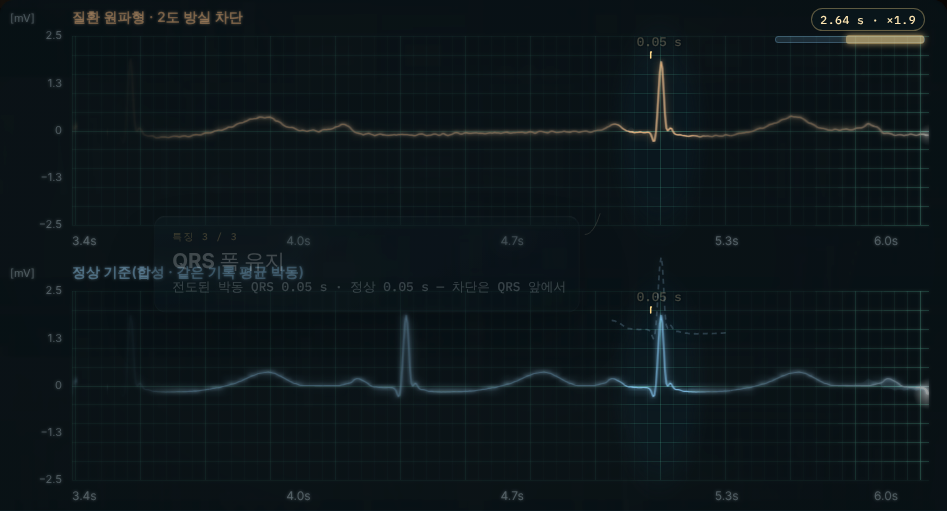 [mV]
질환 원파형 · 2도 방실 차단
2.64 s · ×1.9
2.5
0.05 s
1.3
0
−1.3
−2.5
3.4s
4.0s
4.7s
5.3s
6.0s
특징 3 / 3
QRS 폭 유지
전도된 박동 QRS 0.05 s · 정상 0.05 s — 차단은 QRS 앞에서
[mV]
정상 기준(합성 · 같은 기록 평균 박동)
2.5
0.05 s
1.3
0
−1.3
−2.5
3.4s
4.0s
4.7s
5.3s
6.0s